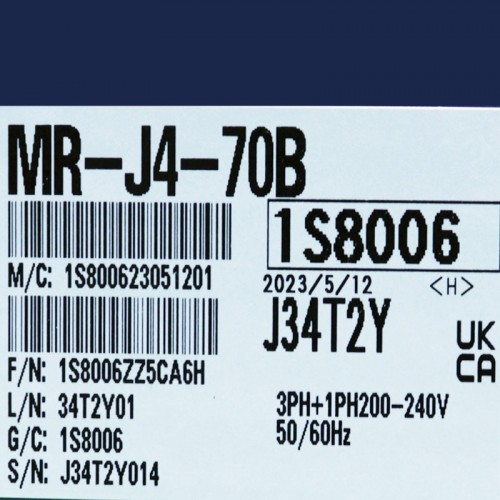 MR-J4-70B
1S8006
M/C: 1S800623051201
2023/5/12 <H>
J34T2Y
UK
CA
F/N: 1S8006ZZ5CA6H
L/N: 34T2Y01
G/C: 1S8006
S/N: J34T2Y014
3PH+1PH200-240V
50/60Hz